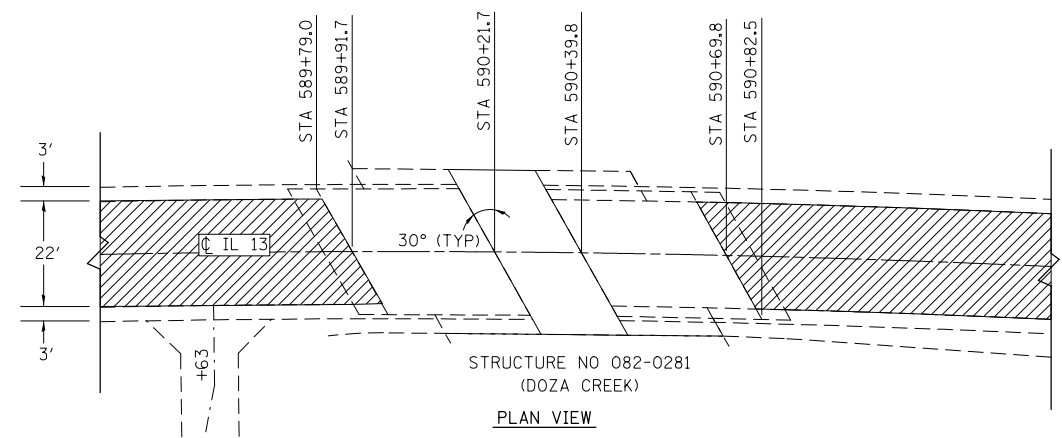 STA 589+79.0
STA 589+91.7
STA 590+21.7
STA 590+39.8
STA 590+69.8
STA 590+82.5
3'
22'
3'
℄ IL 13
30° (TYP)
+63
STRUCTURE NO 082-0281
(DOZA CREEK)
PLAN VIEW